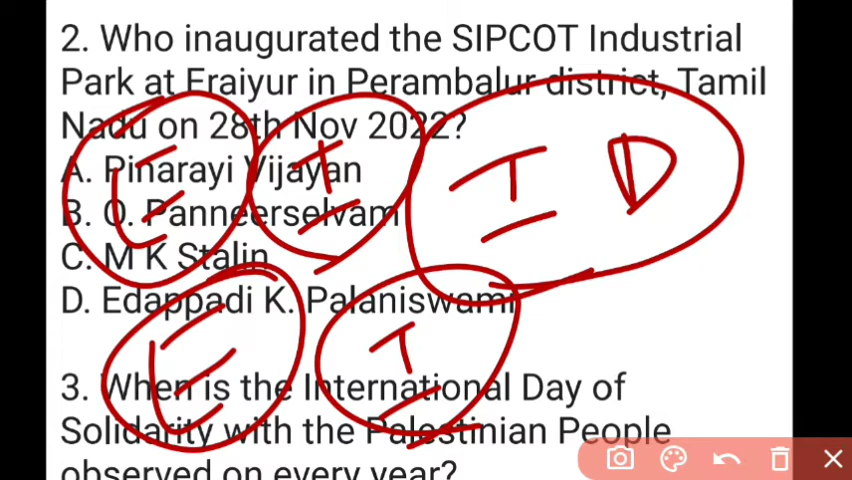 2. Who inaugurated the SIPCOT Industrial
Park at Eraiyur in Perambalur district, Tamil
Nadu on 28th Nov 2022?
A. Pinarayi Vijayan
B. O. Panneerselvam
C. M K Stalin
D. Edappadi K. Palaniswami
3. When is the International Day of
Solidarity with the Palestinian People
observed on every year?
E I I D
E I